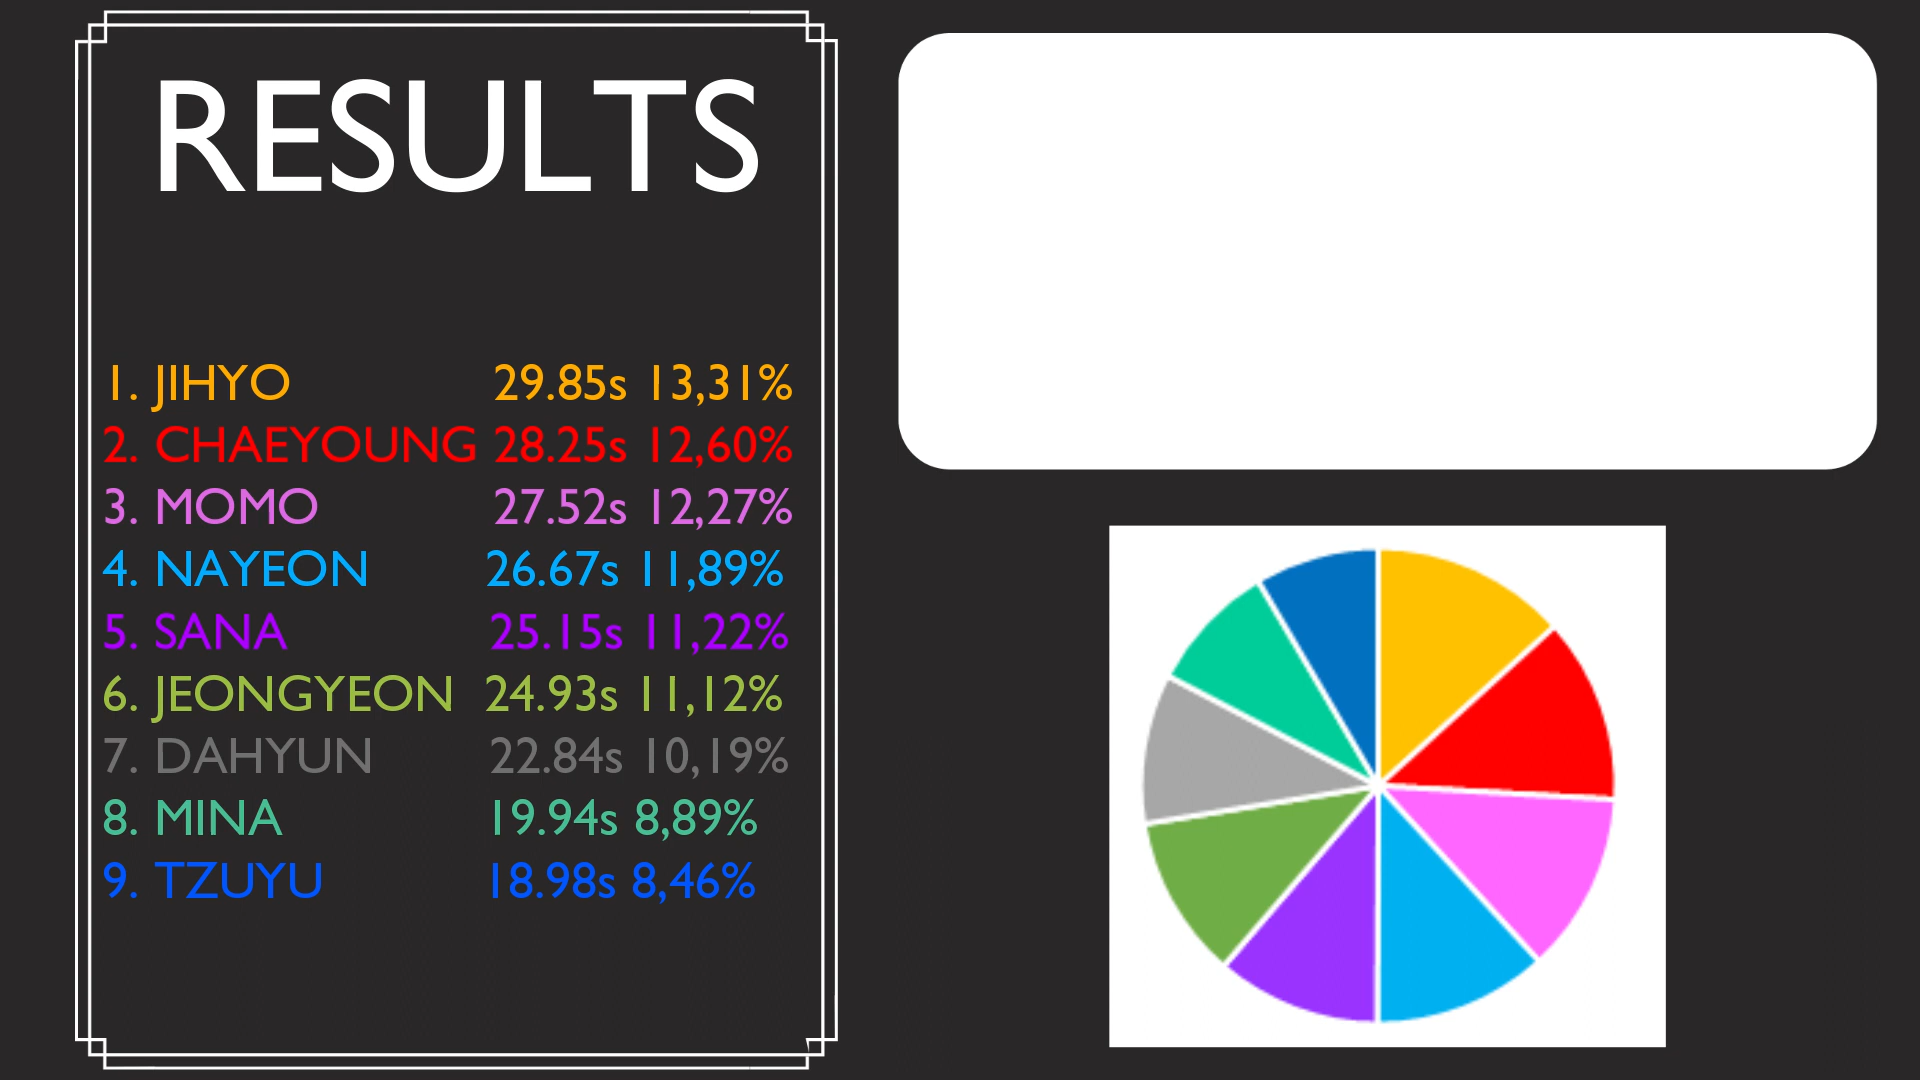 RESULTS
1. JIHYO 29.85s 13,31%
2. CHAEYOUNG 28.25s 12,60%
3. MOMO 27.52s 12,27%
4. NAYEON 26.67s 11,89%
5. SANA 25.15s 11,22%
6. JEONGYEON 24.93s 11,12%
7. DAHYUN 22.84s 10,19%
8. MINA 19.94s 8,89%
9. TZUYU 18.98s 8,46%